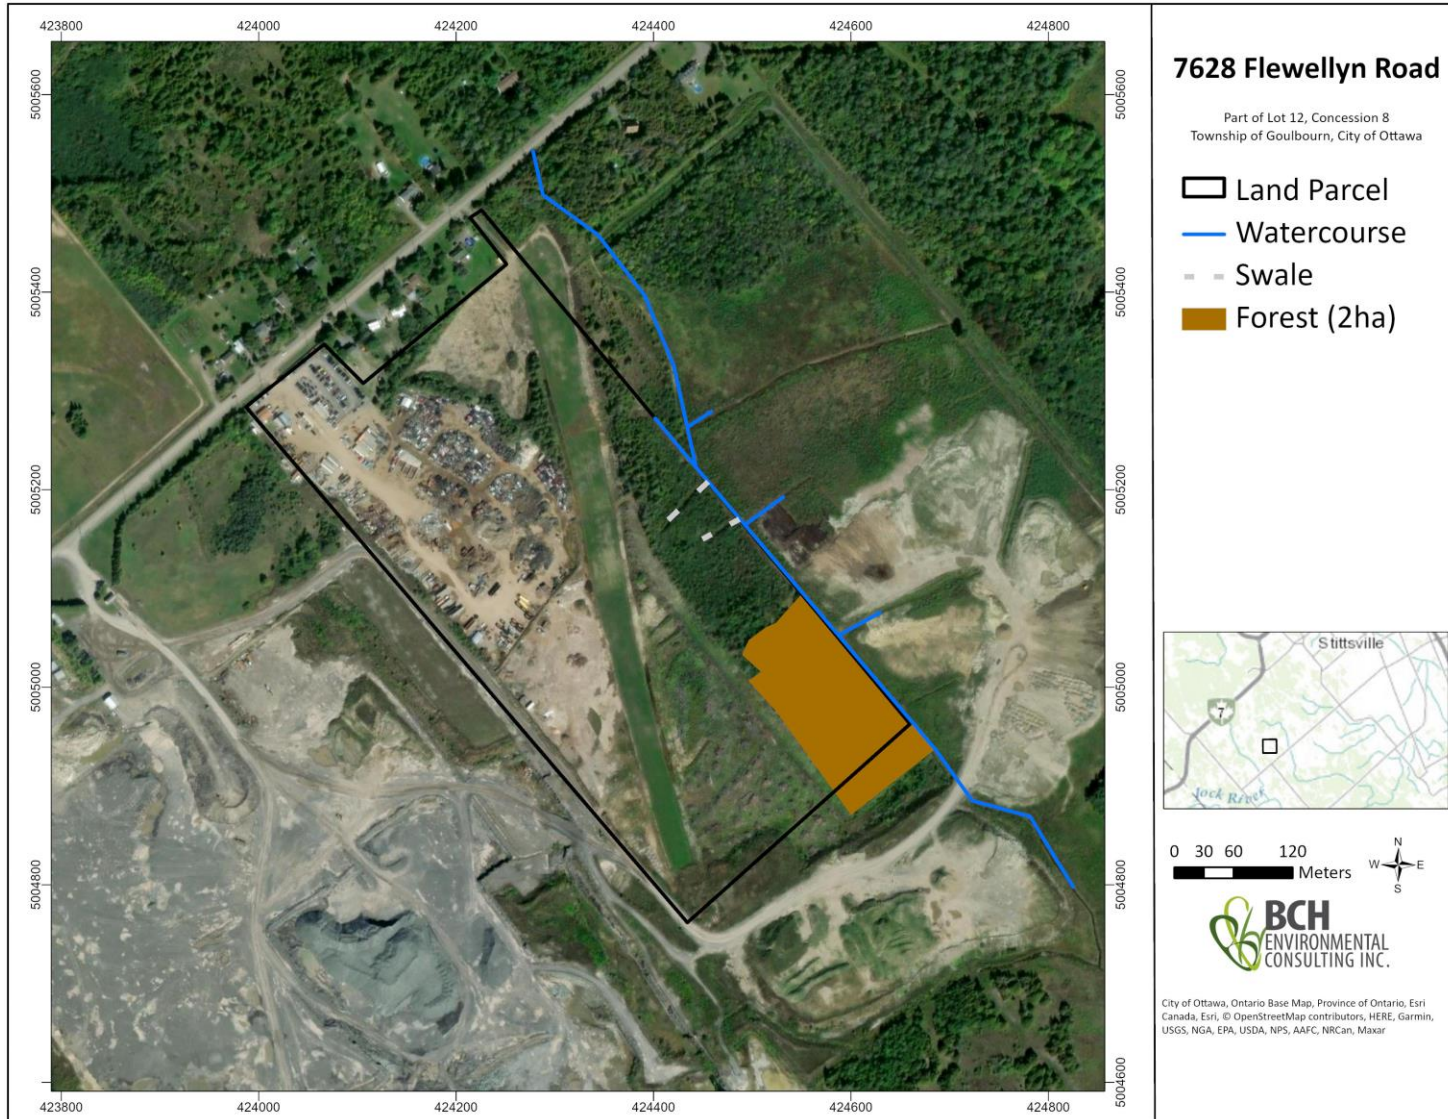 423800 424000 424200 424400 424600 424800
5005600 5005600
5005400 5005400
5005200 5005200
5005000 5005000
5004800 5004800
5004600 5004600
423800 424000 424200 424400 424600 424800
7628 Flewellyn Road
Part of Lot 12, Concession 8
Township of Goulbourn, City of Ottawa
Land Parcel
Watercourse
Swale
Forest (2ha)
Stittsville
7
Jock River
0 30 60 120
Meters
N
W E
S
BCH
ENVIRONMENTAL
CONSULTING INC.
City of Ottawa, Ontario Base Map, Province of Ontario, Esri
Canada, Esri, © OpenStreetMap contributors, HERE, Garmin,
USGS, NGA, EPA, USDA, NPS, AAFC, NRCan, Maxar